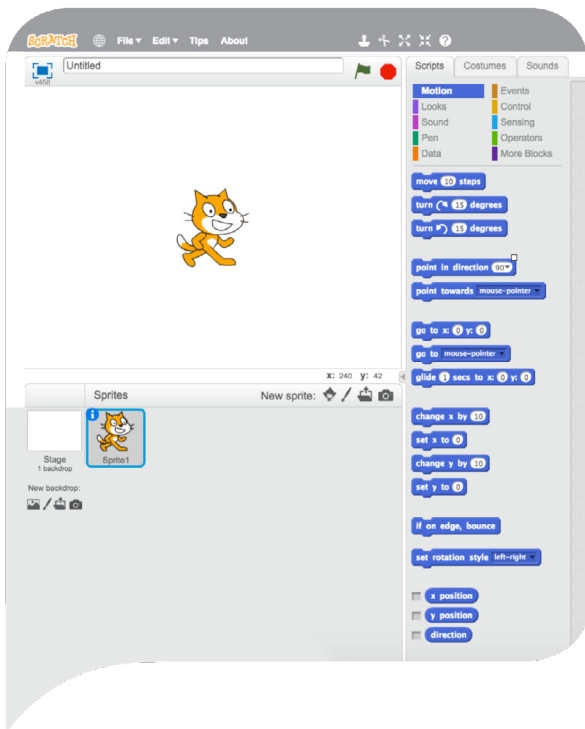 SCRATCH File Edit Tips About
v458 Untitled
X: 240 Y: 42
Sprites New sprite:
Stage
1 backdrop
Sprite1
New backdrop:
Scripts Costumes Sounds
Motion Events
Looks Control
Sound Sensing
Pen Operators
Data More Blocks
move 10 steps
turn 15 degrees
turn 15 degrees
point in direction 90
point towards mouse-pointer
go to x: 0 y: 0
go to mouse-pointer
glide 1 secs to x: 0 y: 0
change x by 10
set x to 0
change y by 10
set y to 0
if on edge, bounce
set rotation style left-right
x position
y position
direction